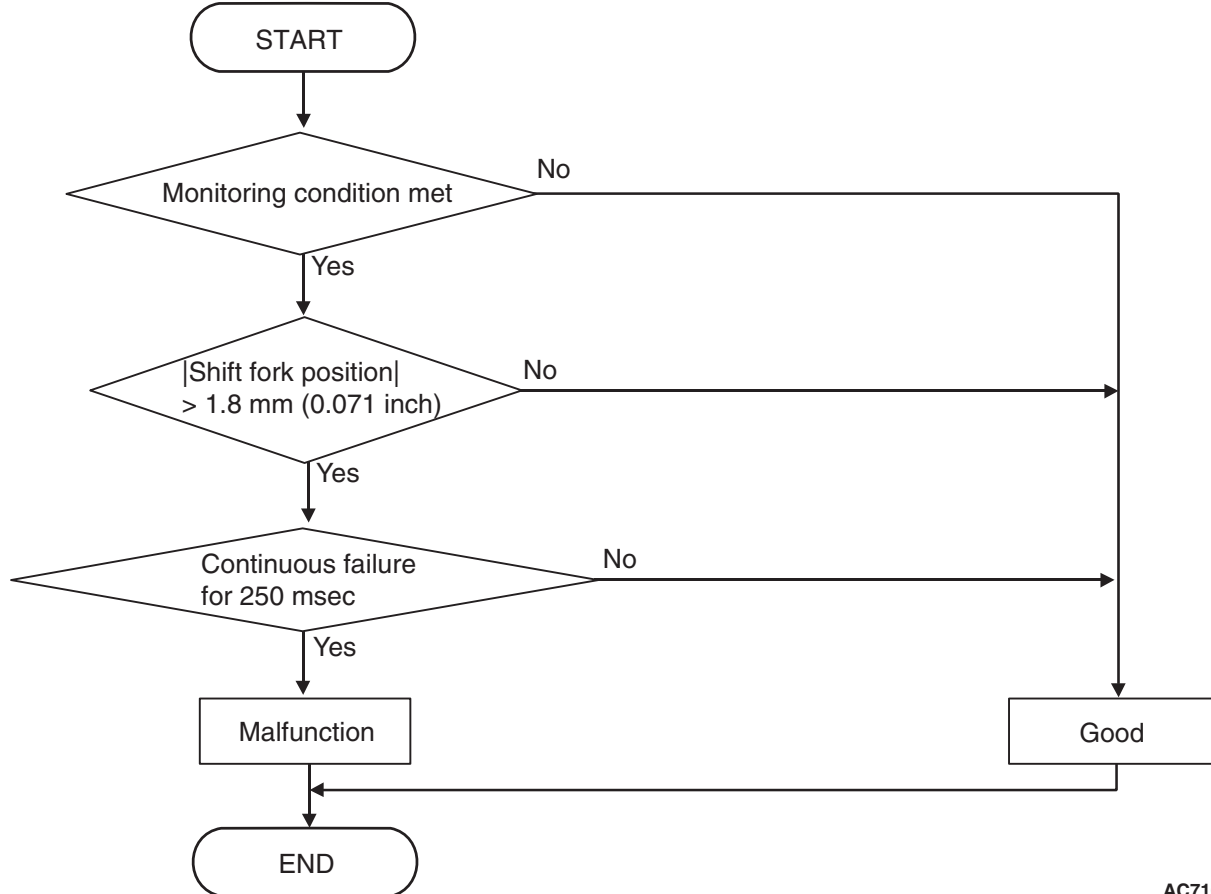 START
Monitoring condition met
No
Yes
|Shift fork position|
> 1.8 mm (0.071 inch)
No
Yes
Continuous failure
for 250 msec
No
Yes
Malfunction
Good
END
AC71